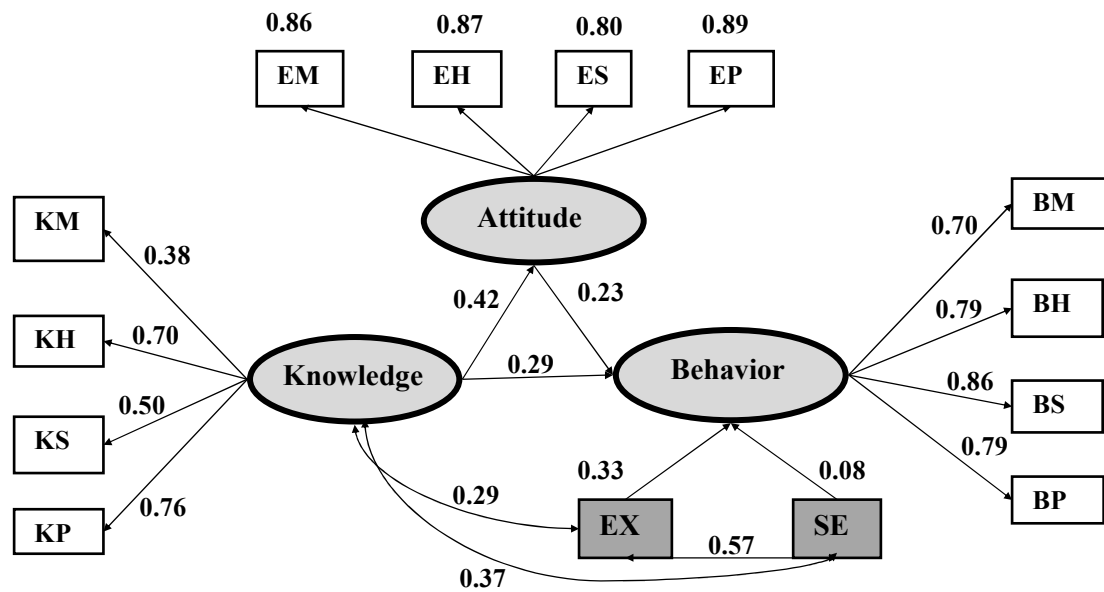 0.86 0.87 0.80 0.89
EM EH ES EP
Attitude
KM
0.38
KH
0.70
KS
0.50
KP
0.76
Knowledge
0.42
0.23
0.29
Behavior
0.70
BM
0.79
BH
0.86
BS
0.79
BP
0.33
0.08
0.29
EX
SE
0.57
0.37